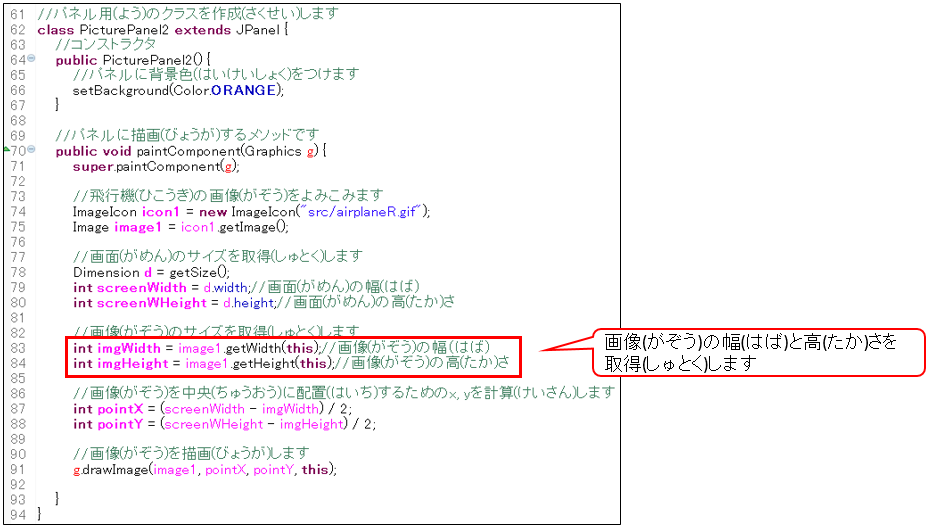 61 //パネル用(よう)のクラスを作成(さくせい)します
62 class PicturePanel2 extends JPanel {
63 //コンストラクタ
64 public PicturePanel2() {
65 //パネルに背景色(はいけいしょく)をつけます
66 setBackground(Color.ORANGE);
67 }
68
69 //パネルに描画(びょうが)するメソッドです
70 public void paintComponent(Graphics g) {
71 super.paintComponent(g);
72
73 //飛行機(ひこうき)の画像(がぞう)をよみこみます
74 ImageIcon icon1 = new ImageIcon("src/airplaneR.gif");
75 Image image1 = icon1.getImage();
76
77 //画面(がめん)のサイズを取得(しゅとく)します
78 Dimension d = getSize();
79 int screenWidth = d.width;//画面(がめん)の幅(はば)
80 int screenWHeight = d.height;//画面(がめん)の高(たか)さ
81
82 //画像(がぞう)のサイズを取得(しゅとく)します
83 int imgWidth = image1.getWidth(this);//画像(がぞう)の幅((はば)
84 int imgHeight = image1.getHeight(this);//画像(がぞう)の高(たか)さ
85
86 //画像(がぞう)を中央(ちゅうおう)に配置((はいち)するためのx, yを計算(けいさん)します
87 int pointX = (screenWidth - imgWidth) / 2;
88 int pointY = (screenWHeight - imgHeight) / 2;
89
90 //画像(がぞう)を描画(びょうが)します
91 g.drawImage(image1, pointX, pointY, this);
92
93 }
94 }
画像(がぞう)の幅(はば)と高(たか)さを
取得(しゅとく)します